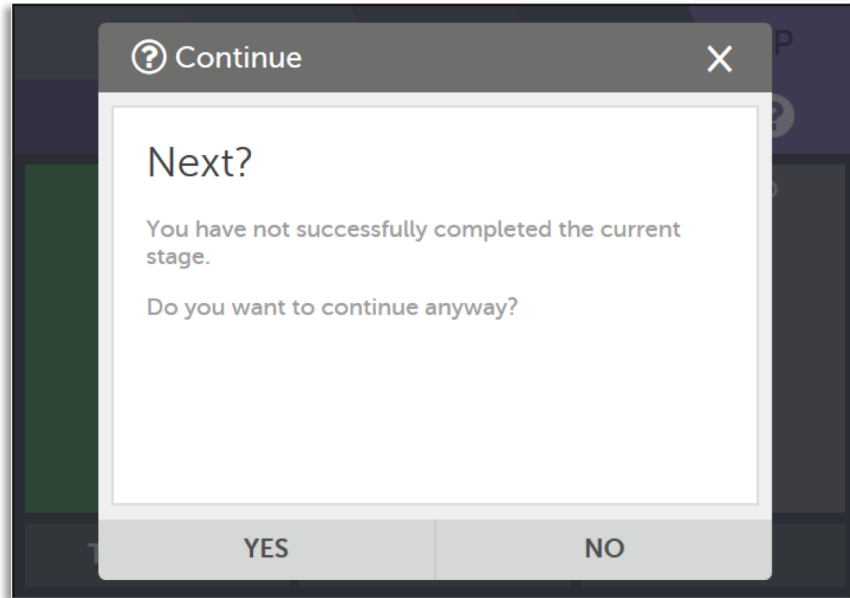 P
Continue
Next?
You have not successfully completed the current
stage.
Do you want to continue anyway?
T
YES
NO